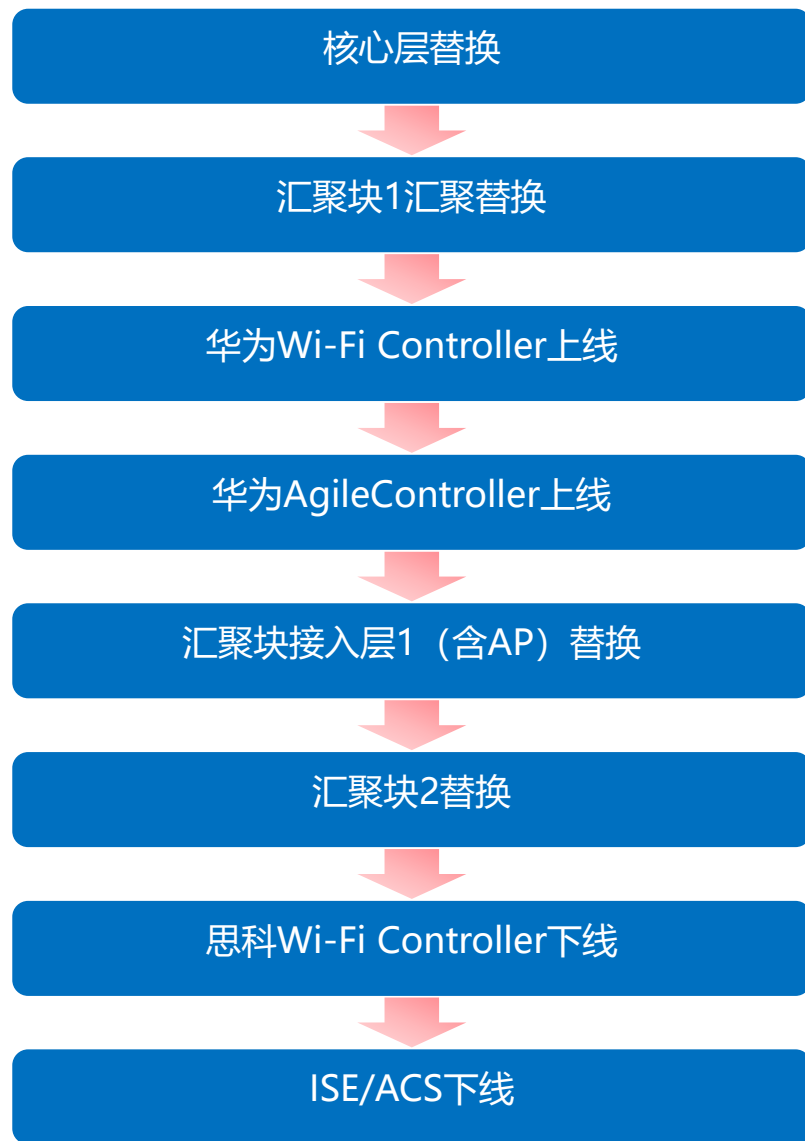 核心层替换
汇聚块1汇聚替换
华为Wi-Fi Controller上线
华为AgileController上线
汇聚块接入层1（含AP）替换
汇聚块2替换
思科Wi-Fi Controller下线
ISE/ACS下线